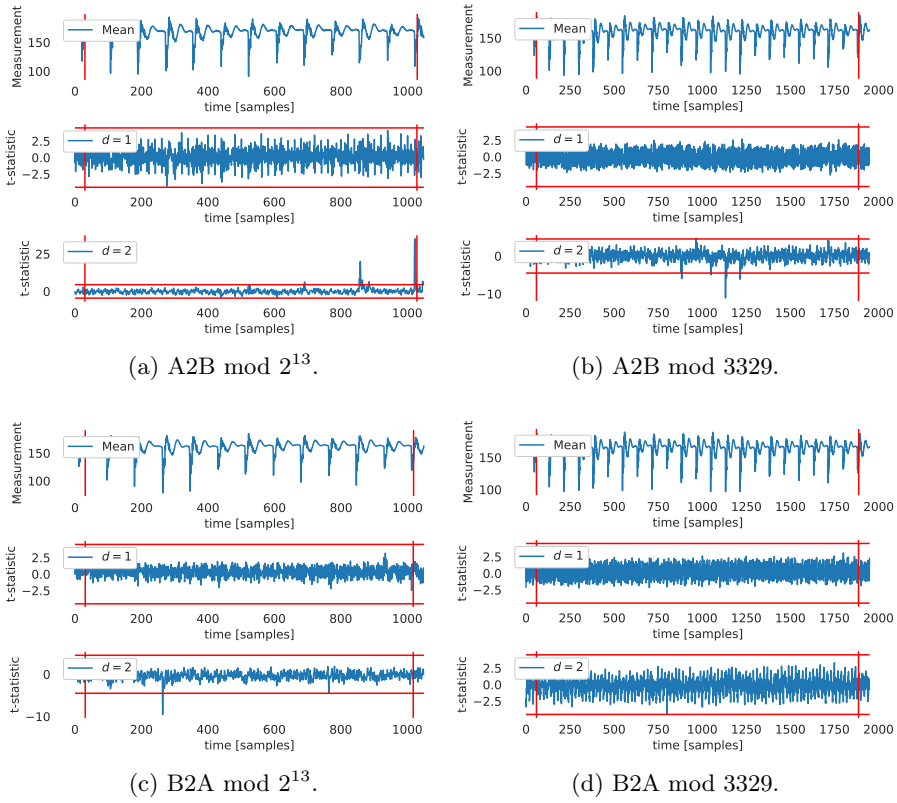 Measurement
150
100
Mean
0 200 400 600 800 1000
time [samples]
t-statistic
2.5
0.0
−2.5
d = 1
0 200 400 600 800 1000
time [samples]
t-statistic
25
0
d = 2
0 200 400 600 800 1000
time [samples]
(a) A2B mod 2¹³.
Measurement
150
100
Mean
0 250 500 750 1000 1250 1500 1750 2000
time [samples]
t-statistic
2.5
0.0
−2.5
d = 1
0 250 500 750 1000 1250 1500 1750 2000
time [samples]
t-statistic
0
−10
d = 2
0 250 500 750 1000 1250 1500 1750 2000
time [samples]
(b) A2B mod 3329.
Measurement
150
100
Mean
0 200 400 600 800 1000
time [samples]
t-statistic
2.5
0.0
−2.5
d = 1
0 200 400 600 800 1000
time [samples]
t-statistic
0
−10
d = 2
0 200 400 600 800 1000
time [samples]
(c) B2A mod 2¹³.
Measurement
150
100
Mean
0 250 500 750 1000 1250 1500 1750 2000
time [samples]
t-statistic
2.5
0.0
−2.5
d = 1
0 250 500 750 1000 1250 1500 1750 2000
time [samples]
t-statistic
2.5
0.0
−2.5
d = 2
0 250 500 750 1000 1250 1500 1750 2000
time [samples]
(d) B2A mod 3329.